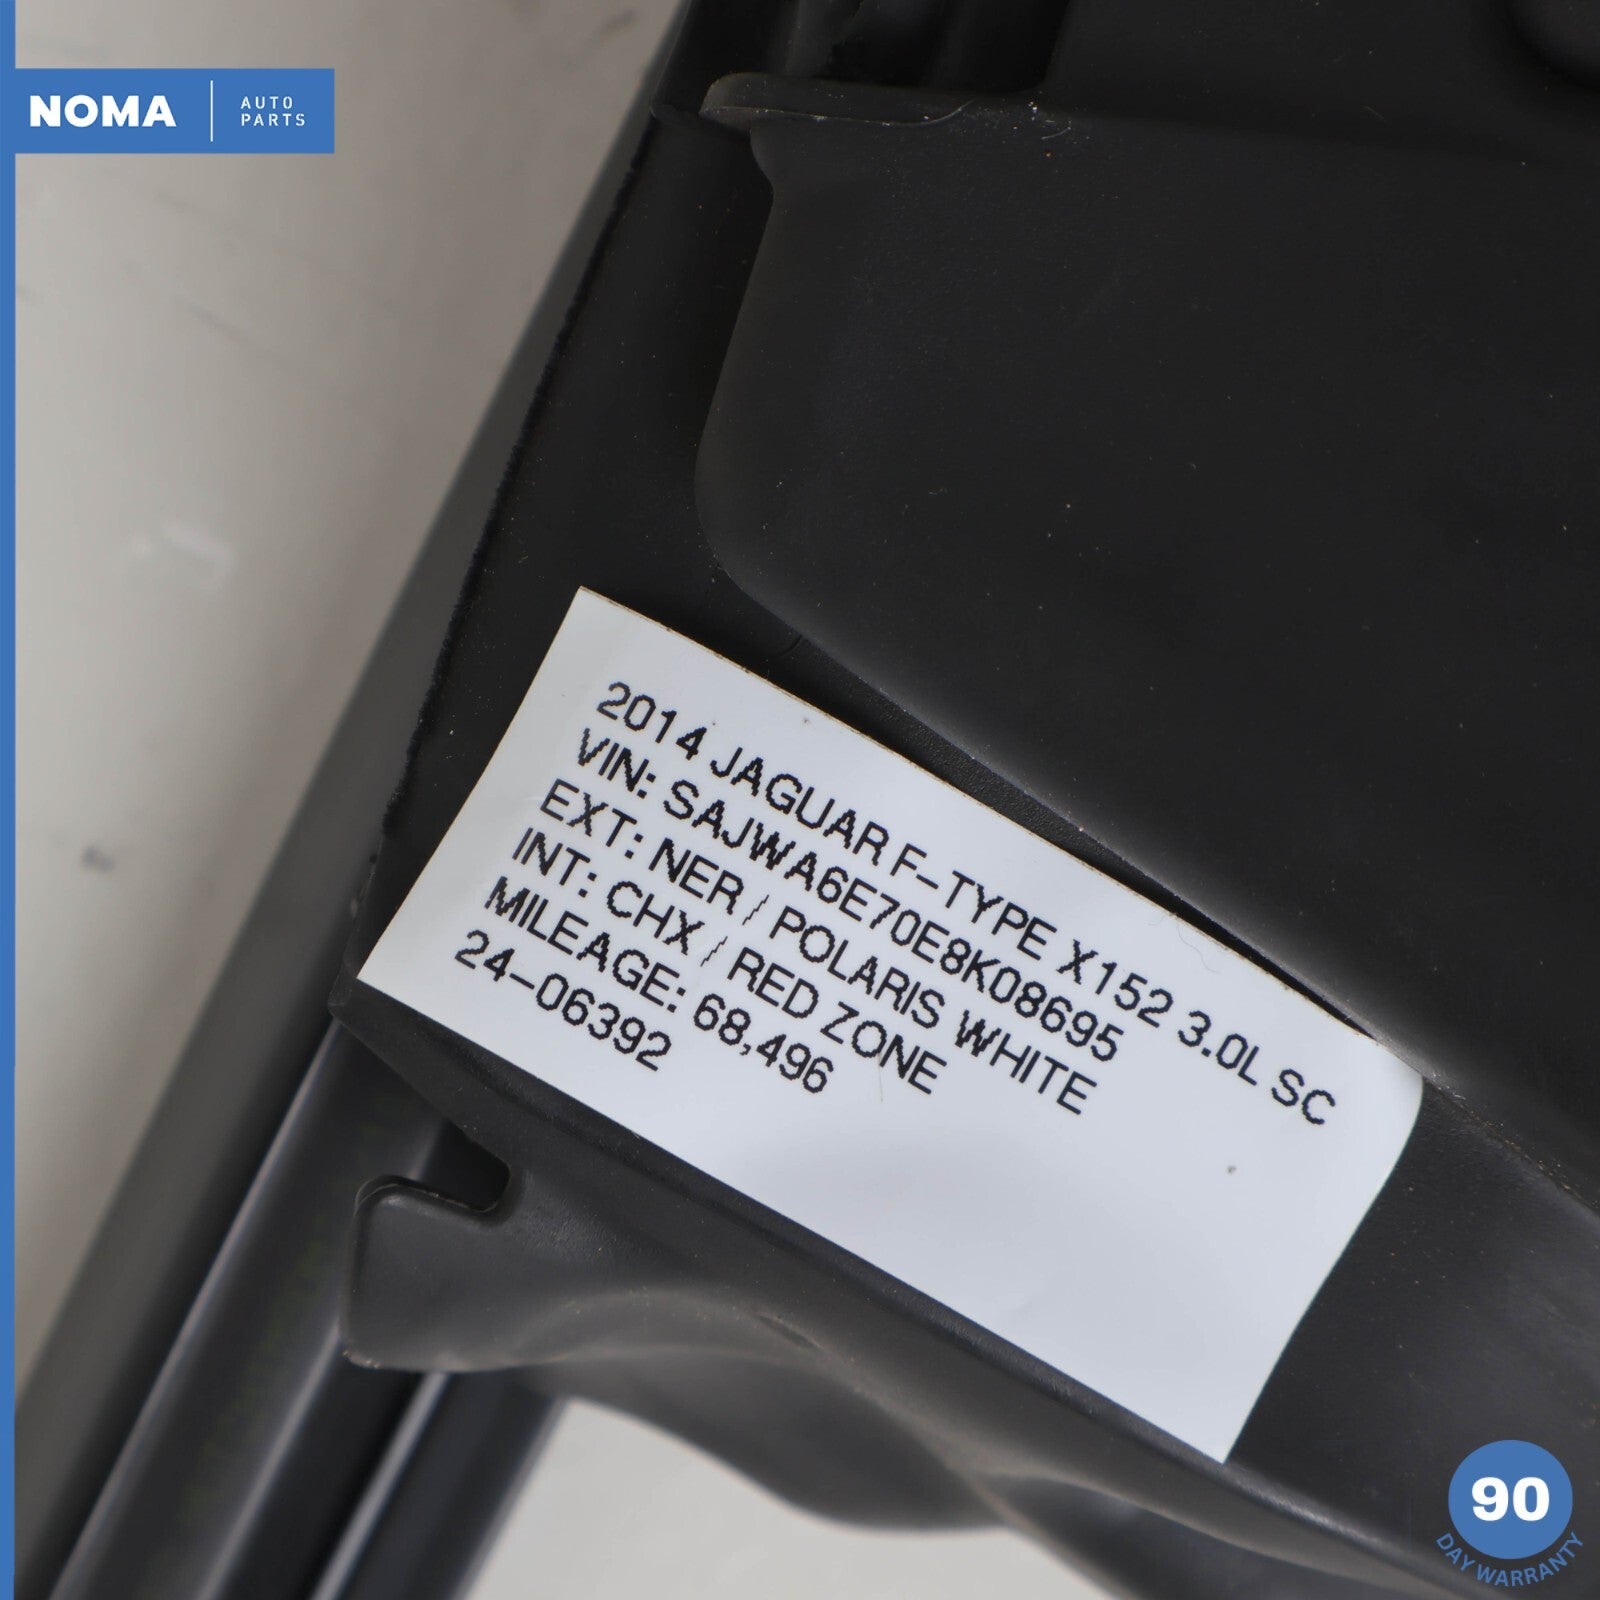 NOMA
AUTO
PARTS
2014 JAGUAR F-TYPE X152 3.0L SC
VIN: SAJWA6E70E8K08695
EXT: NER / POLARIS WHITE
INT: CHX / RED ZONE
MILEAGE: 68,496
24-06392
90
DAY WARRANTY